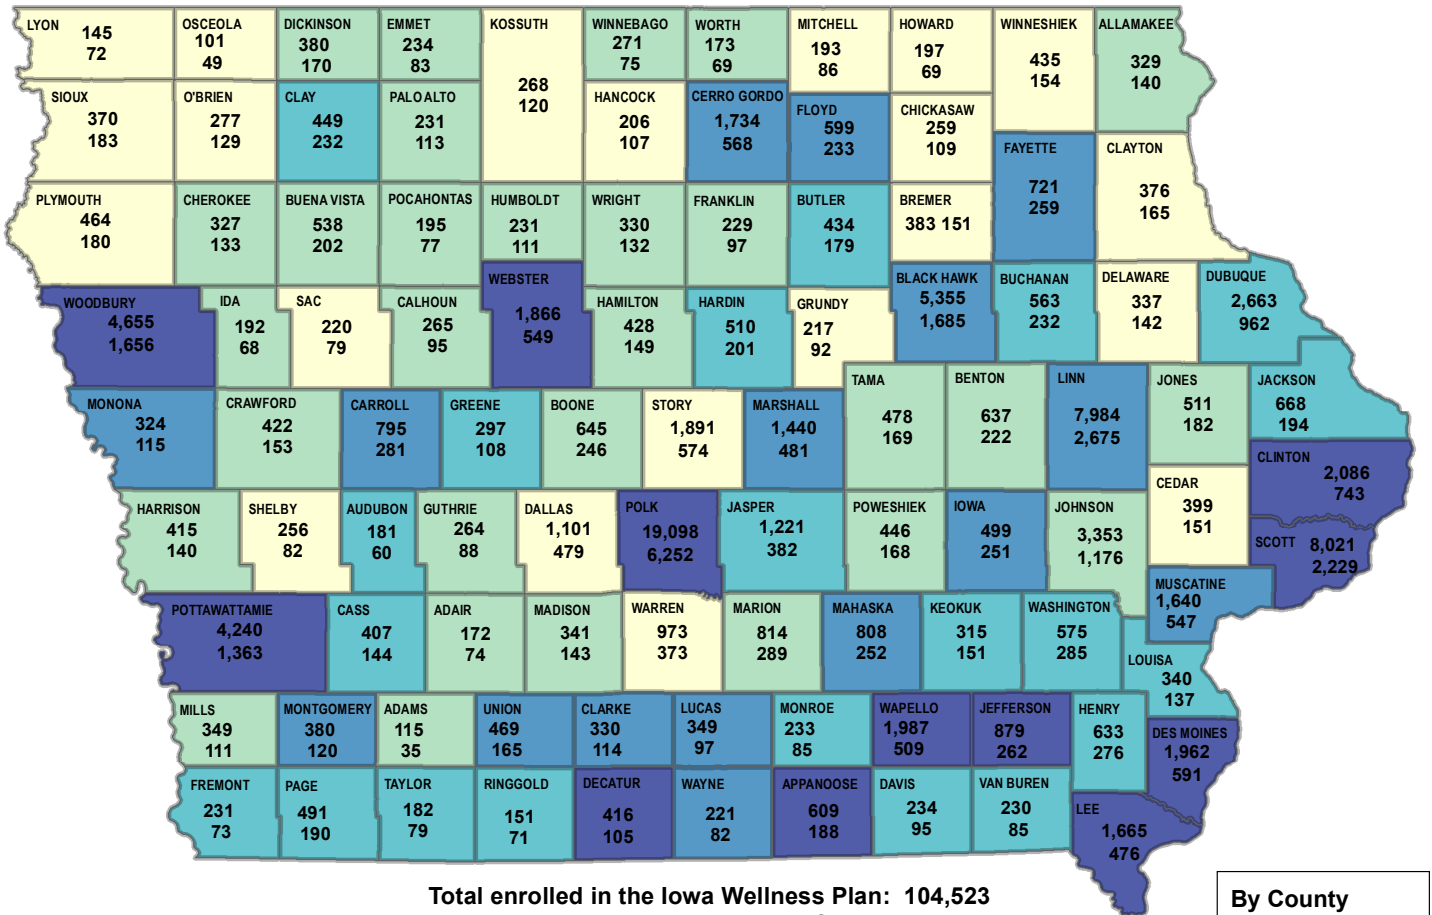 LYON
145
72
OSCEOLA
101
49
DICKINSON
380
170
EMMET
234
83
KOSSUTH
268
120
WINNEBAGO
271
75
WORTH
173
69
MITCHELL
193
86
HOWARD
197
69
WINNESHIEK
435
154
ALLAMAKEE
329
140
SIOUX
370
183
O'BRIEN
277
129
CLAY
449
232
PALO ALTO
231
113
HANCOCK
206
107
CERRO GORDO
1,734
568
FLOYD
599
233
CHICKASAW
259
109
FAYETTE
721
259
CLAYTON
376
165
PLYMOUTH
464
180
CHEROKEE
327
133
BUENA VISTA
538
202
POCAHONTAS
195
77
HUMBOLDT
231
111
WRIGHT
330
132
FRANKLIN
229
97
BUTLER
434
179
BREMER
383 151
WOODBURY
4,655
1,656
IDA
192
68
SAC
220
79
CALHOUN
265
95
WEBSTER
1,866
549
HAMILTON
428
149
HARDIN
510
201
GRUNDY
217
92
BLACK HAWK
5,355
1,685
BUCHANAN
563
232
DELAWARE
337
142
DUBUQUE
2,663
962
MONONA
324
115
CRAWFORD
422
153
CARROLL
795
281
GREENE
297
108
BOONE
645
246
STORY
1,891
574
MARSHALL
1,440
481
TAMA
478
169
BENTON
637
222
LINN
7,984
2,675
JONES
511
182
JACKSON
668
194
CLINTON
2,086
743
HARRISON
415
140
SHELBY
256
82
AUDUBON
181
60
GUTHRIE
264
88
DALLAS
1,101
479
POLK
19,098
6,252
JASPER
1,221
382
POWESHIEK
446
168
IOWA
499
251
JOHNSON
3,353
1,176
CEDAR
399
151
SCOTT
8,021
2,229
MUSCATINE
1,640
547
POTTAWATTAMIE
4,240
1,363
CASS
407
144
ADAIR
172
74
MADISON
341
143
WARREN
973
373
MARION
814
289
MAHASKA
808
252
KEOKUK
315
151
WASHINGTON
575
285
LOUISA
340
137
MILLS
349
111
MONTGOMERY
380
120
ADAMS
115
35
UNION
469
165
CLARKE
330
114
LUCAS
349
97
MONROE
233
85
WAPELLO
1,987
509
JEFFERSON
879
262
HENRY
633
276
DES MOINES
1,962
591
FREMONT
231
73
PAGE
491
190
TAYLOR
182
79
RINGGOLD
151
71
DECATUR
416
105
WAYNE
221
82
APPANOOSE
609
188
DAVIS
234
95
VAN BUREN
230
85
LEE
1,665
476
Total enrolled in the Iowa Wellness Plan: 104,523
By County